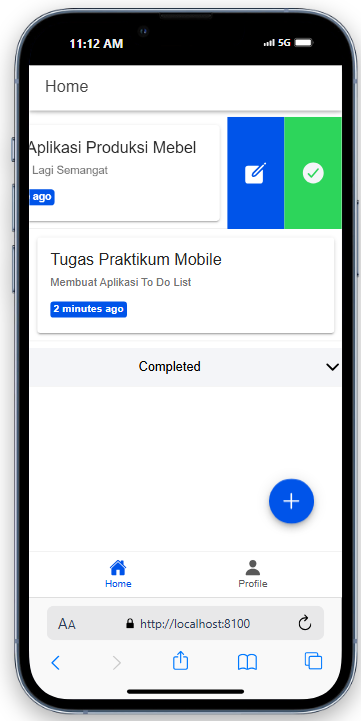 11:12 AM
5G
Home
Aplikasi Produksi Mebel
Lagi Semangat
ago
Tugas Praktikum Mobile
Membuat Aplikasi To Do List
2 minutes ago
Completed
Home
Profile
AA
http://localhost:8100